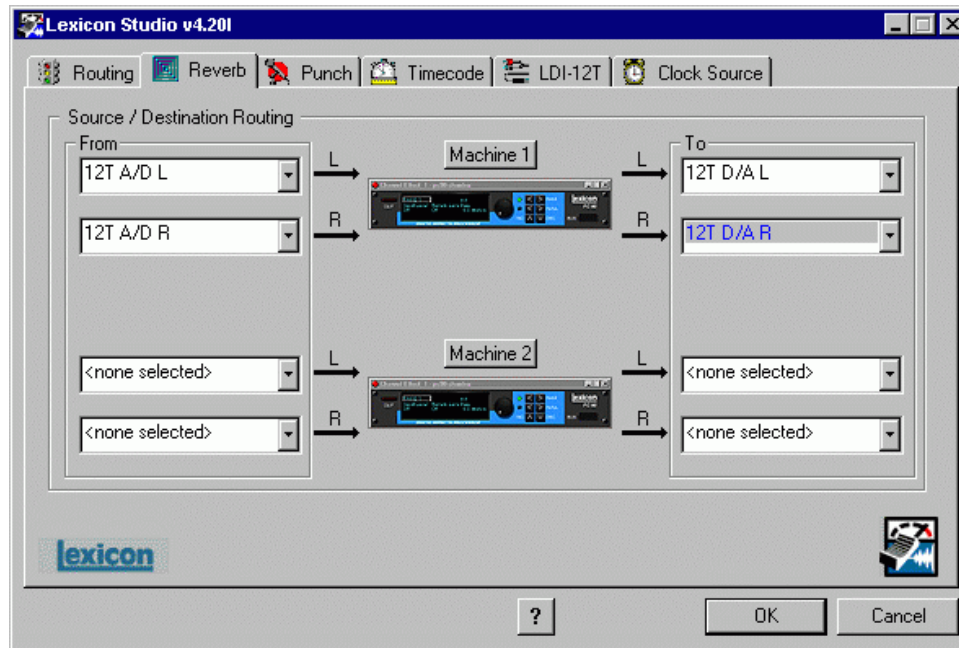 Lexicon Studio v4.20I
Routing Reverb Punch Timecode LDI-12T Clock Source
Source / Destination Routing
From
To
12T A/D L
L
Machine 1
L
12T D/A L
12T A/D R
R
R
12T D/A R
<none selected>
L
Machine 2
L
<none selected>
<none selected>
R
R
<none selected>
lexicon
?
OK
Cancel